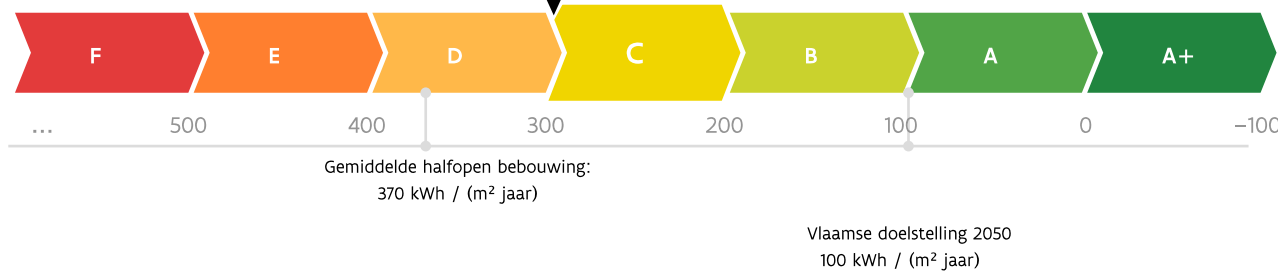 F E D C B A A+
... 500 400 300 200 100 0 –100
Gemiddelde halfopen bebouwing:
370 kWh / (m² jaar)
Vlaamse doelstelling 2050
100 kWh / (m² jaar)